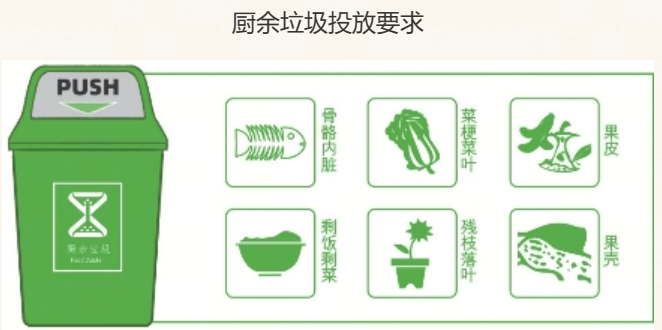 厨余垃圾投放要求
PUSH
骨骼内脏
菜梗菜叶
果皮
厨余垃圾
Food Waste
剩饭剩菜
残枝落叶
果壳